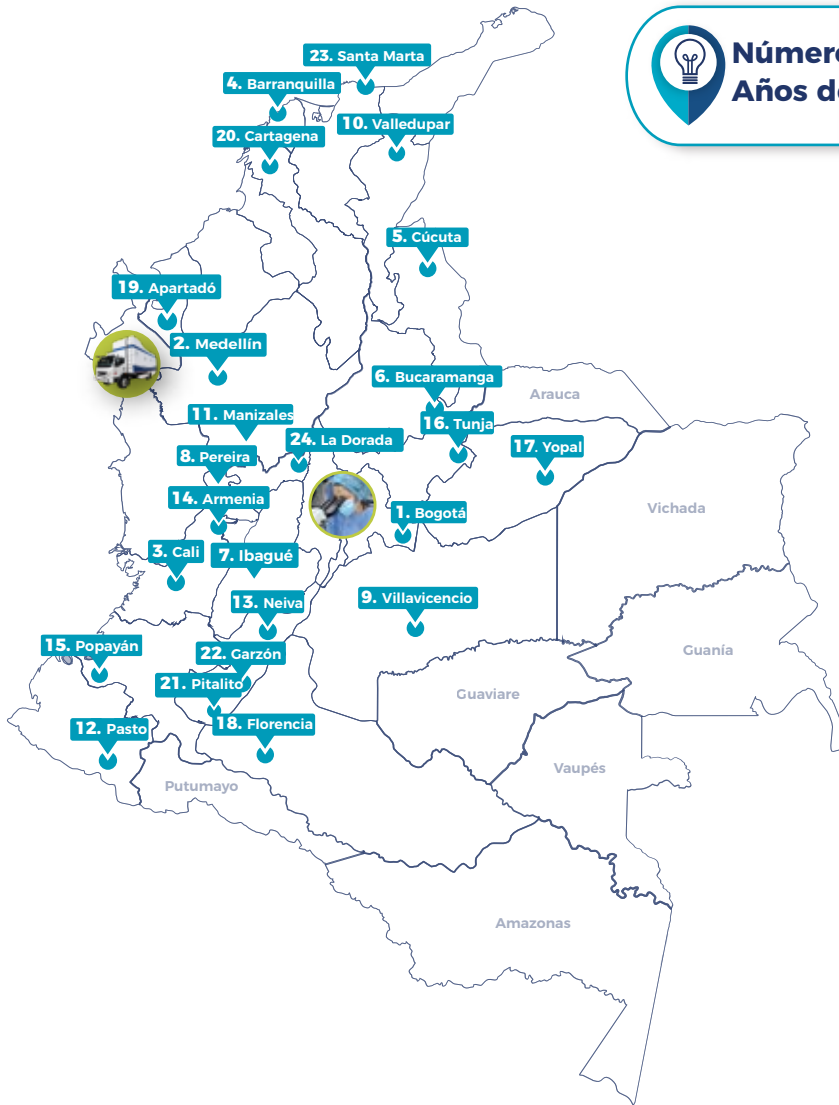 Número
Años de
23. Santa Marta
4. Barranquilla
20. Cartagena
10. Valledupar
5. Cúcuta
19. Apartadó
2. Medellín
6. Bucaramanga
Arauca
11. Manizales
16. Tunja
24. La Dorada
17. Yopal
8. Pereira
14. Armenia
1. Bogotá
Vichada
3. Cali
7. Ibagué
13. Neiva
9. Villavicencio
15. Popayán
22. Garzón
Guanía
21. Pitalito
Guaviare
12. Pasto
18. Florencia
Vaupés
Putumayo
Amazonas